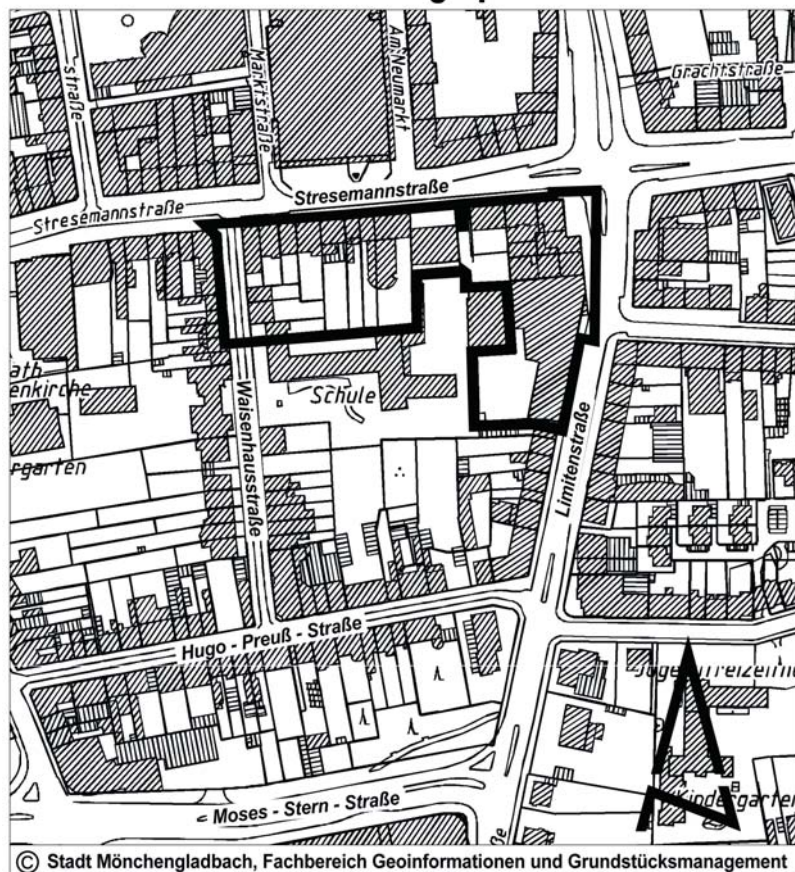 Marktstraße
Am Neumarkt
straße
Grachtstraße
Stresemannstraße
Stresemannstraße
Schule
Waisenhausstraße
Limitenstraße
Hugo - Preuß - Straße
Moses - Stern - Straße
Kindergarten
© Stadt Mönchengladbach, Fachbereich Geoinformationen und Grundstücksmanagement